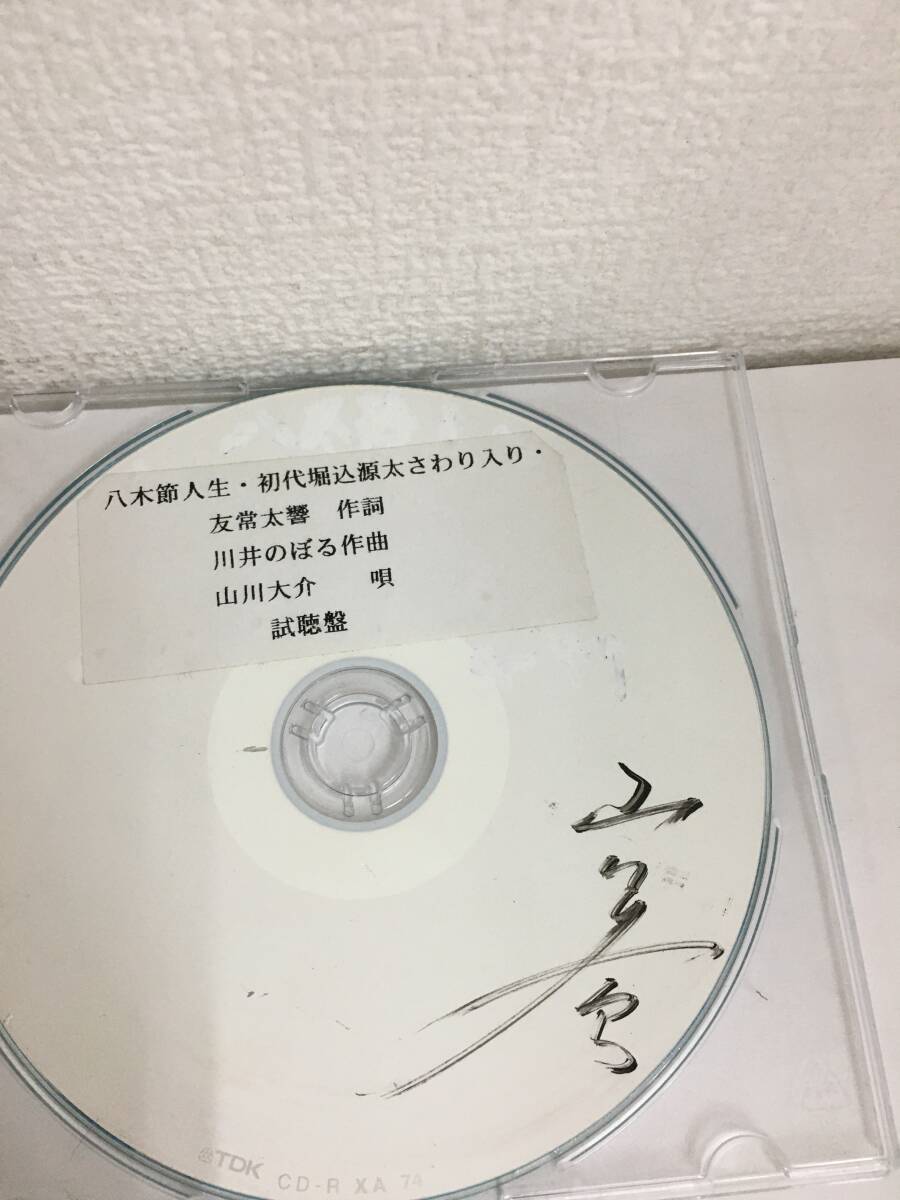 八木節人生・初代堀込源太さわり入り・
友常太響　作詞
川井のぼる作曲
山川大介　　唄
試聴盤
山
TDK
CD-R XA 74